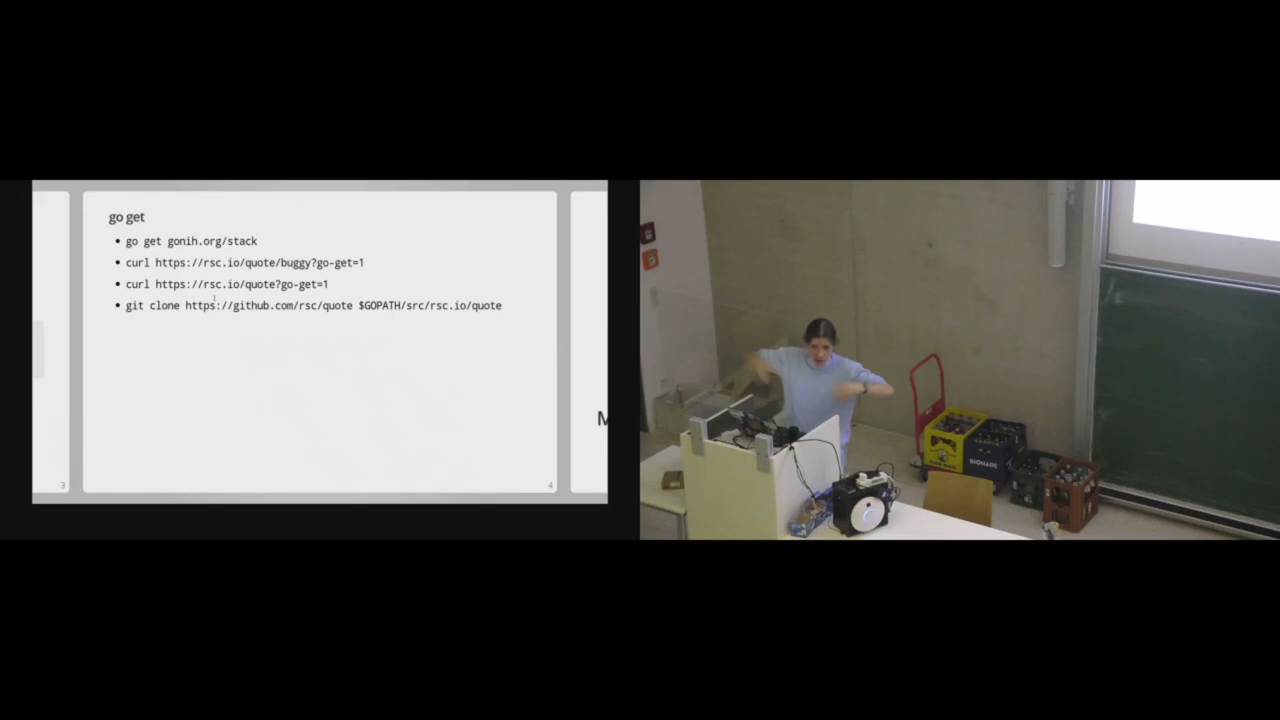 go get
• go get gonih.org/stack
• curl https://rsc.io/quote/buggy?go-get=1
• curl https://rsc.io/quote?go-get=1
• git clone https://github.com/rsc/quote $GOPATH/src/rsc.io/quote
3
4
M
BIONADE